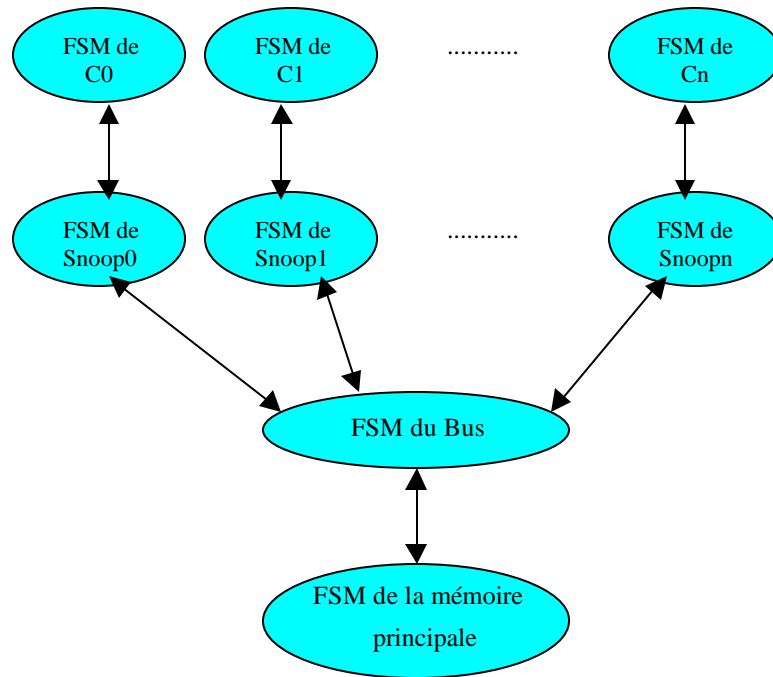 FSM de
C0
FSM de
C1
...........
FSM de
Cn
FSM de
Snoop0
FSM de
Snoop1
...........
FSM de
Snoopn
FSM du Bus
FSM de la mémoire
principale